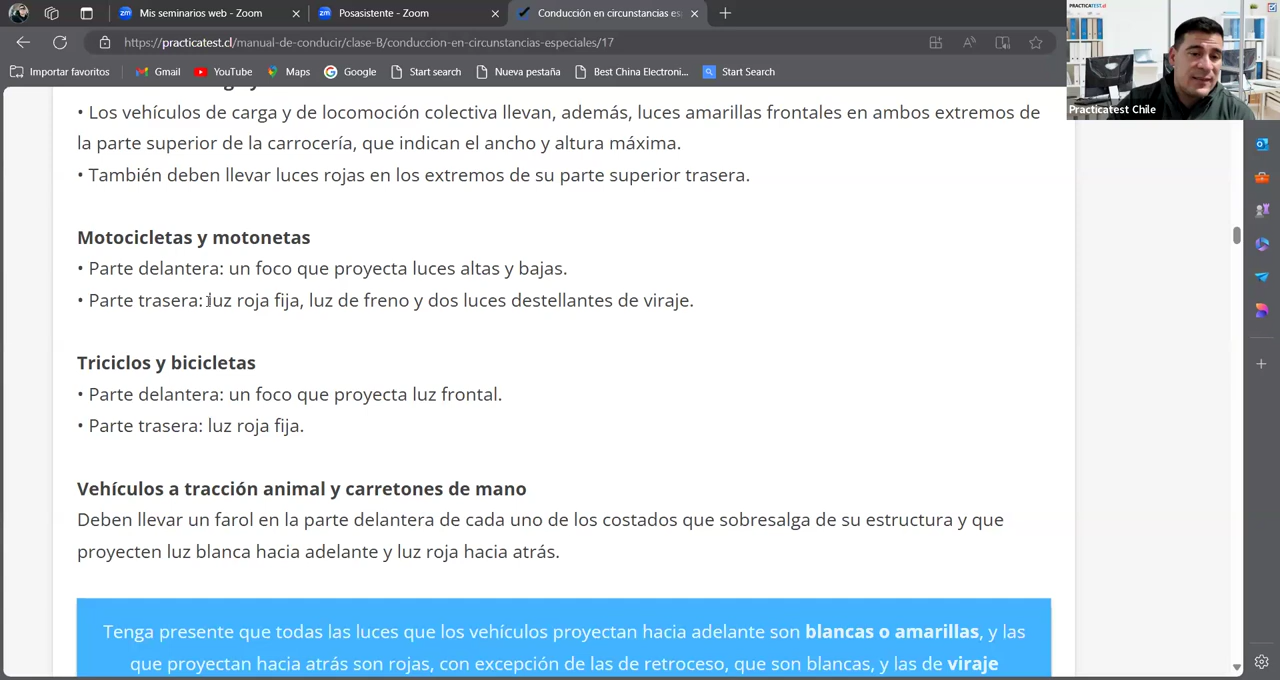 Mis seminarios web - Zoom
Posasistente - Zoom
Conducción en circunstancias es
https://practicatest.cl/manual-de-conducir/clase-B/conduccion-en-circunstancias-especiales/17
Importar favoritos
Gmail
YouTube
Maps
Google
Start search
Nueva pestaña
Best China Electroni...
Start Search
PRACTICATEST.cl
Practicatest Chile
• Los vehículos de carga y de locomoción colectiva llevan, además, luces amarillas frontales en ambos extremos de
la parte superior de la carrocería, que indican el ancho y altura máxima.
• También deben llevar luces rojas en los extremos de su parte superior trasera.
Motocicletas y motonetas
• Parte delantera: un foco que proyecta luces altas y bajas.
• Parte trasera: luz roja fija, luz de freno y dos luces destellantes de viraje.
Triciclos y bicicletas
• Parte delantera: un foco que proyecta luz frontal.
• Parte trasera: luz roja fija.
Vehículos a tracción animal y carretones de mano
Deben llevar un farol en la parte delantera de cada uno de los costados que sobresalga de su estructura y que
proyecten luz blanca hacia adelante y luz roja hacia atrás.
Tenga presente que todas las luces que los vehículos proyectan hacia adelante son blancas o amarillas, y las
que proyectan hacia atrás son rojas, con excepción de las de retroceso, que son blancas, y las de viraje